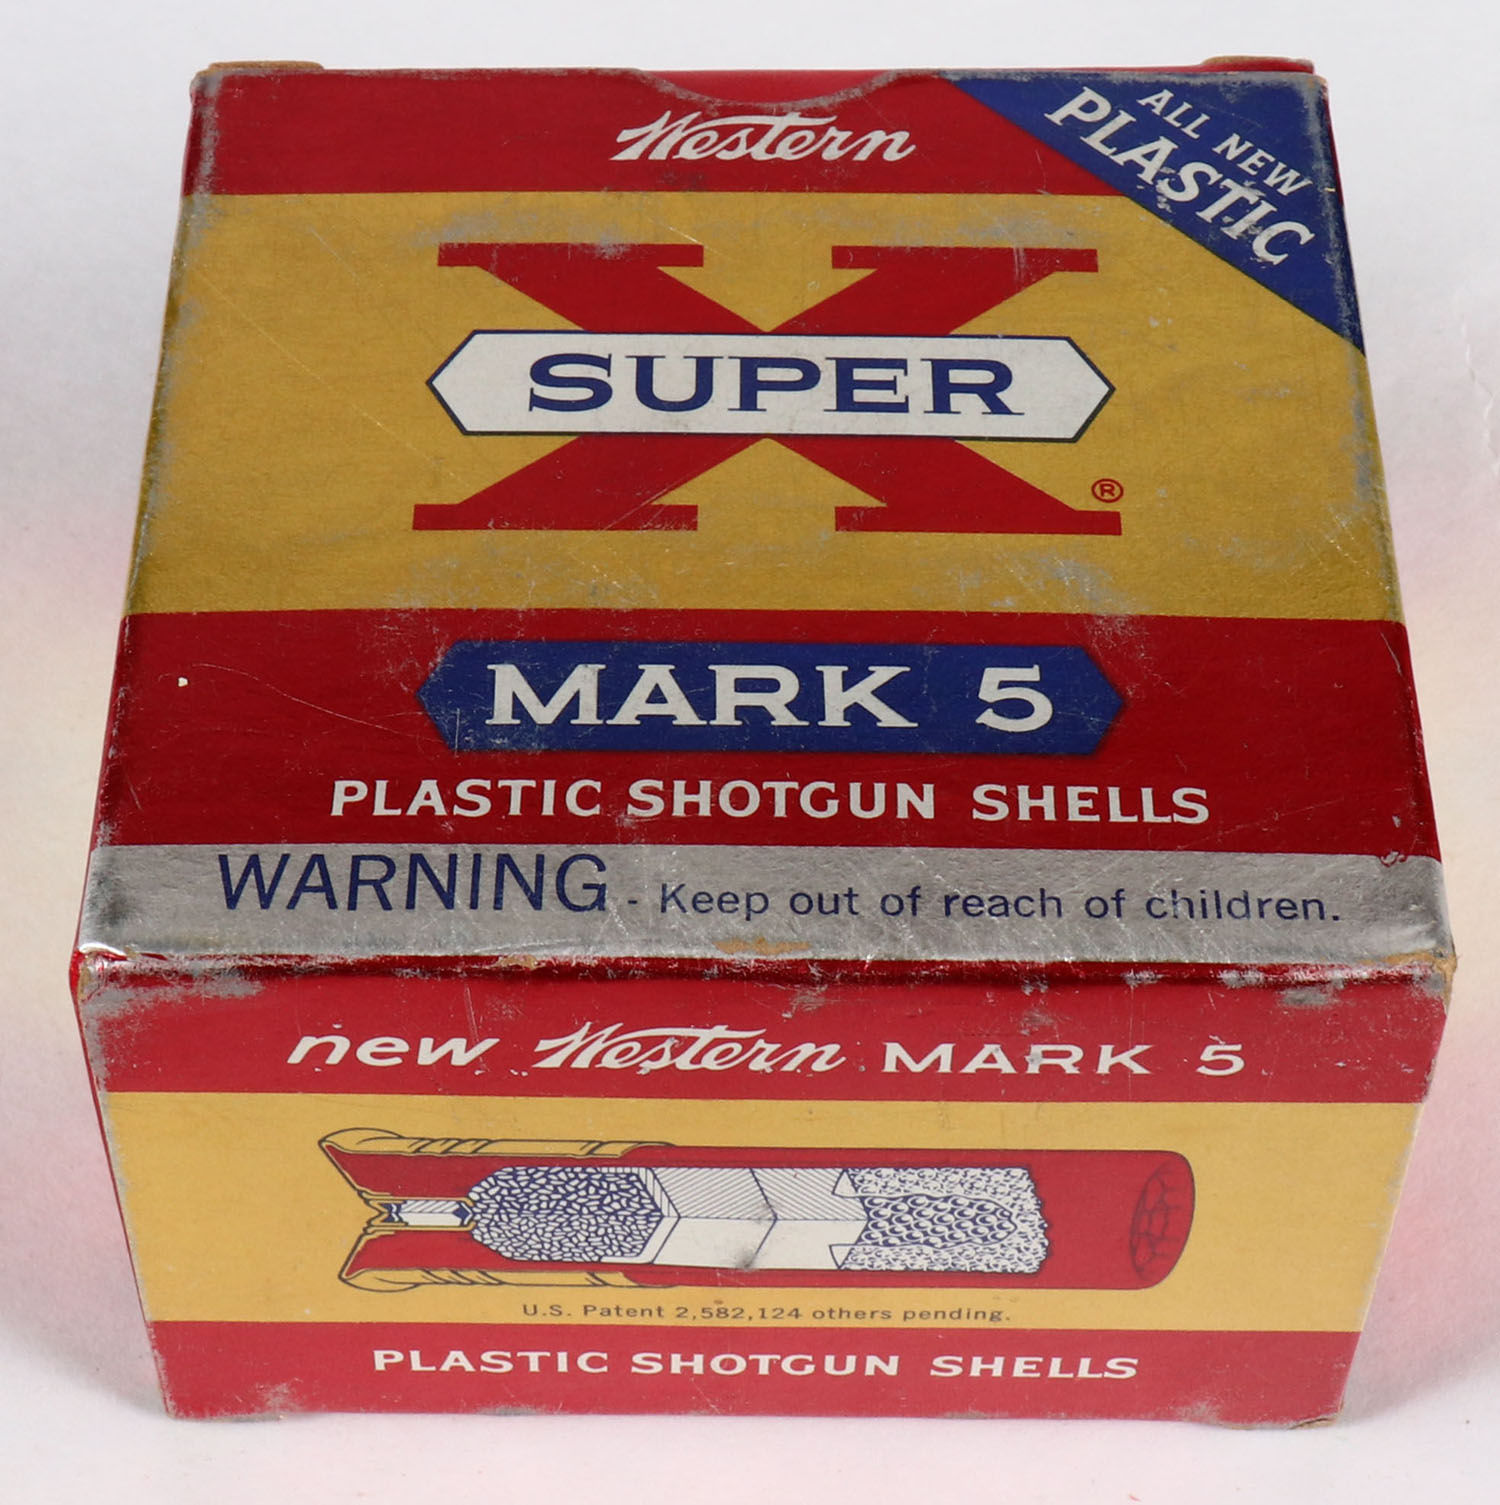 Western
ALL NEW
PLASTIC
X
SUPER
®
MARK 5
PLASTIC SHOTGUN SHELLS
WARNING - Keep out of reach of children.
new Western MARK 5
U.S. Patent 2,582,124 others pending.
PLASTIC SHOTGUN SHELLS